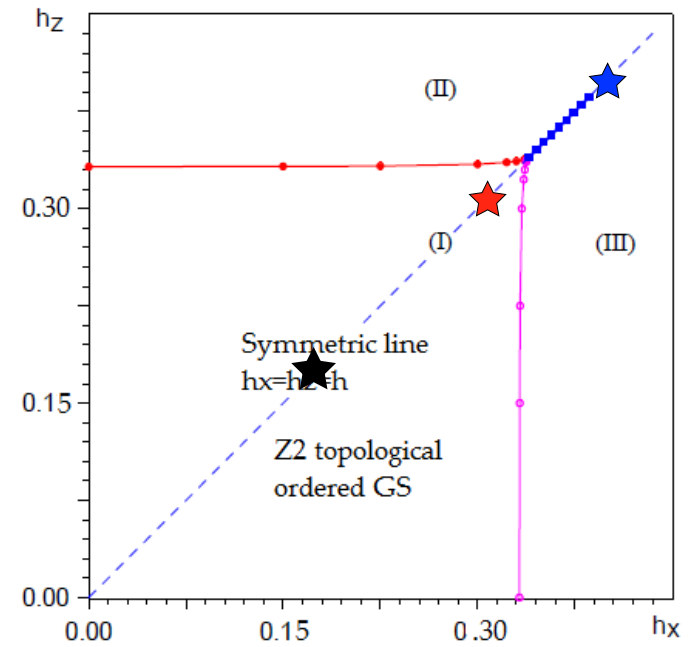 hz
(II)
0.30
(I)
(III)
Symmetric line
hx=hz=h
0.15
Z2 topological
ordered GS
0.00
0.00
0.15
0.30
hx